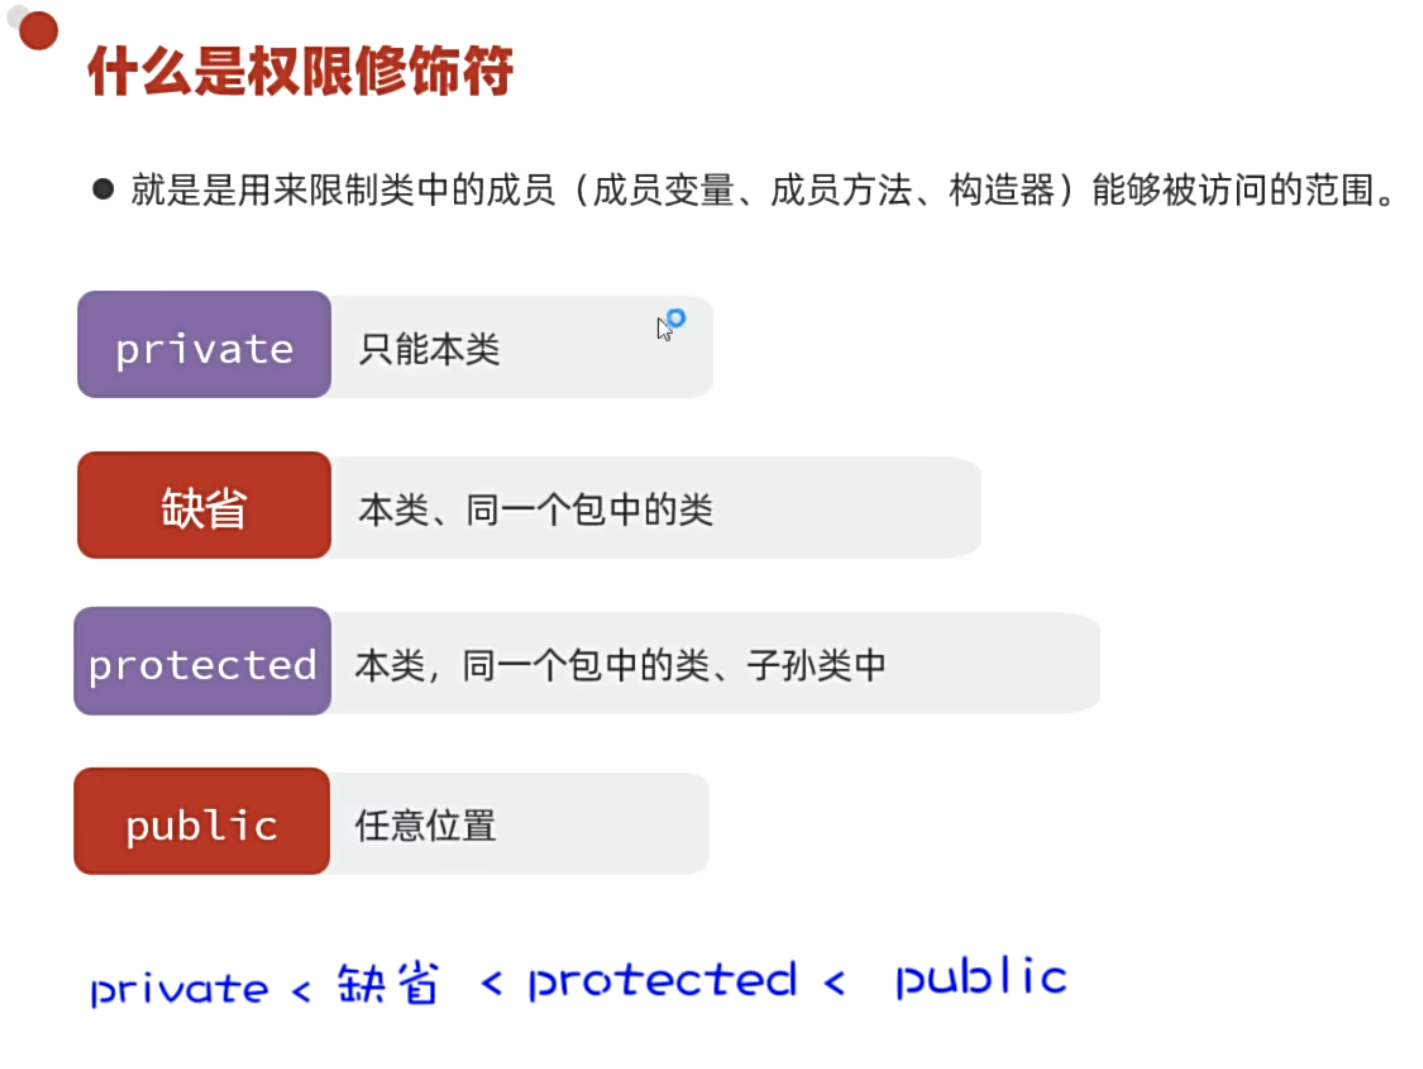 什么是权限修饰符
● 就是是用来限制类中的成员（成员变量、成员方法、构造器）能够被访问的范围。
private 只能本类
缺省 本类、同一个包中的类
protected 本类，同一个包中的类、子孙类中
public 任意位置
private < 缺省 < protected < public